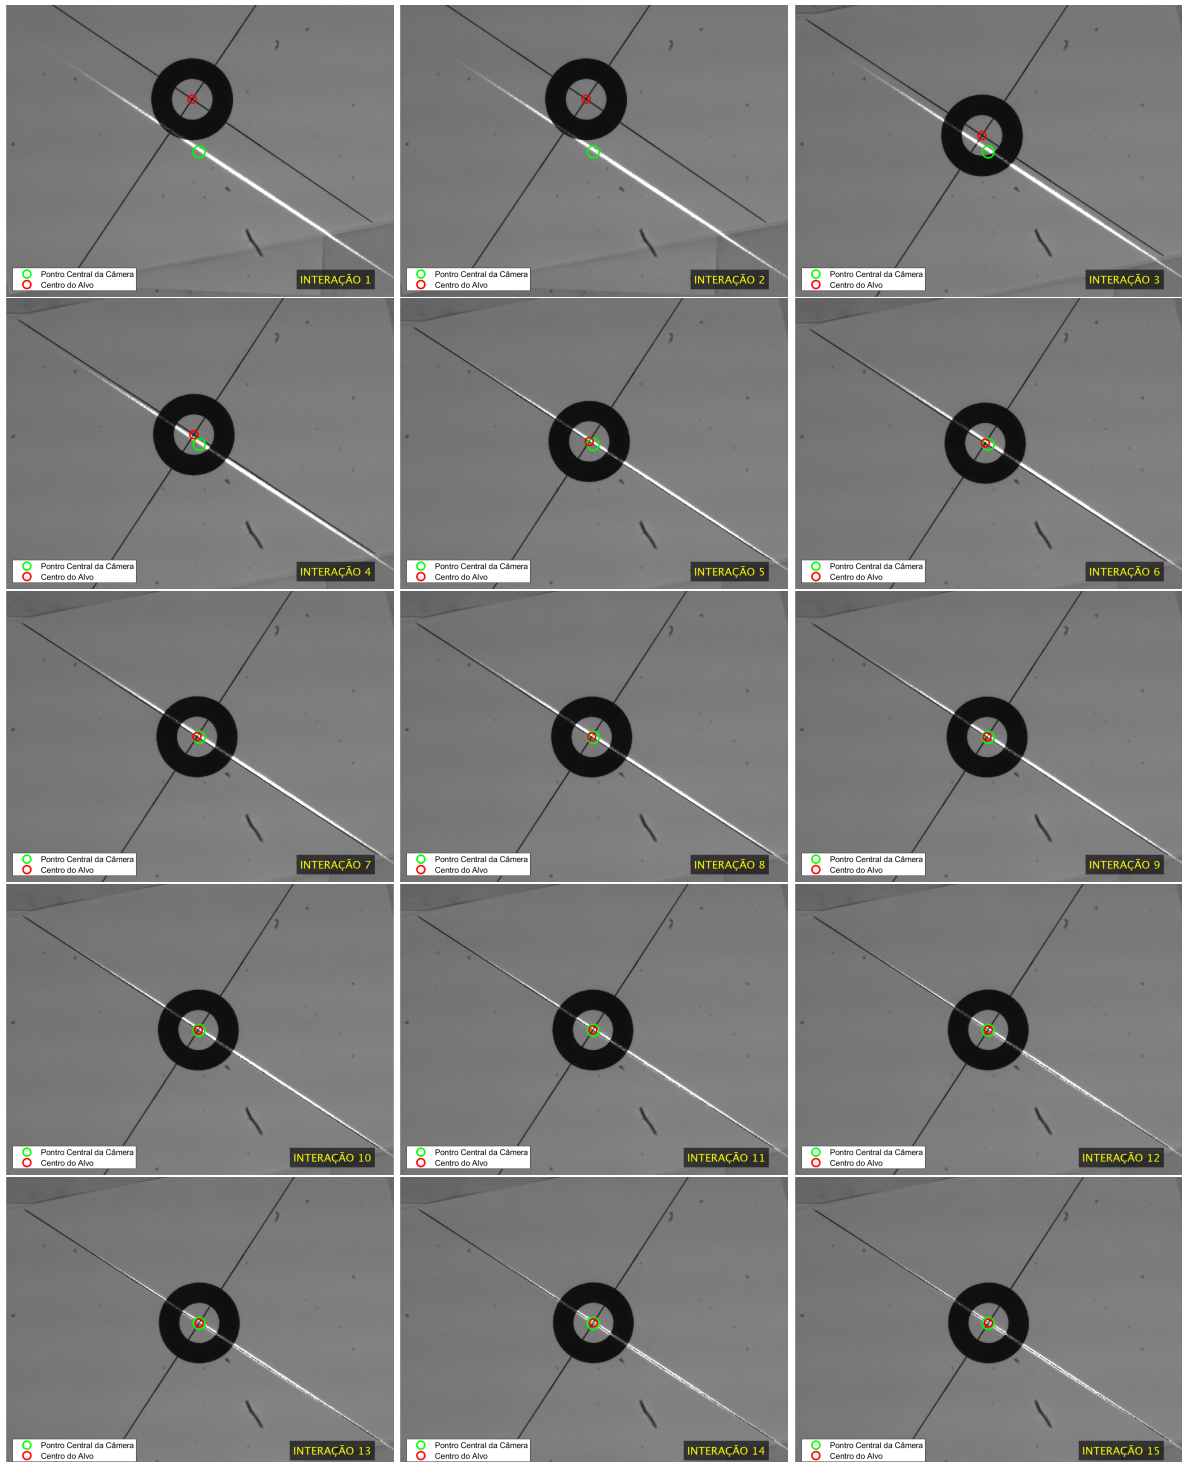 Pontro Central da Câmera
Centro do Alvo
INTERAÇÃO 1
Pontro Central da Câmera
Centro do Alvo
INTERAÇÃO 2
Pontro Central da Câmera
Centro do Alvo
INTERAÇÃO 3
Pontro Central da Câmera
Centro do Alvo
INTERAÇÃO 4
Pontro Central da Câmera
Centro do Alvo
INTERAÇÃO 5
Pontro Central da Câmera
Centro do Alvo
INTERAÇÃO 6
Pontro Central da Câmera
Centro do Alvo
INTERAÇÃO 7
Pontro Central da Câmera
Centro do Alvo
INTERAÇÃO 8
Pontro Central da Câmera
Centro do Alvo
INTERAÇÃO 9
Pontro Central da Câmera
Centro do Alvo
INTERAÇÃO 10
Pontro Central da Câmera
Centro do Alvo
INTERAÇÃO 11
Pontro Central da Câmera
Centro do Alvo
INTERAÇÃO 12
Pontro Central da Câmera
Centro do Alvo
INTERAÇÃO 13
Pontro Central da Câmera
Centro do Alvo
INTERAÇÃO 14
Pontro Central da Câmera
Centro do Alvo
INTERAÇÃO 15